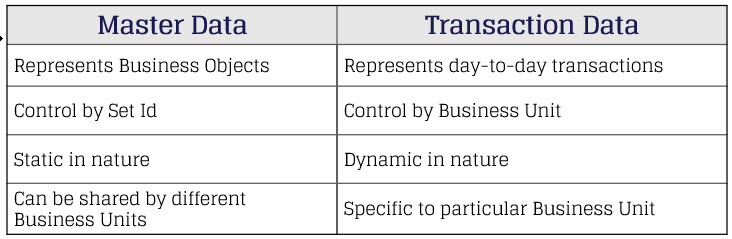 Master Data
Transaction Data
Represents Business Objects
Represents day-to-day transactions
Control by Set Id
Control by Business Unit
Static in nature
Dynamic in nature
Can be shared by different
Business Units
Specific to particular Business Unit